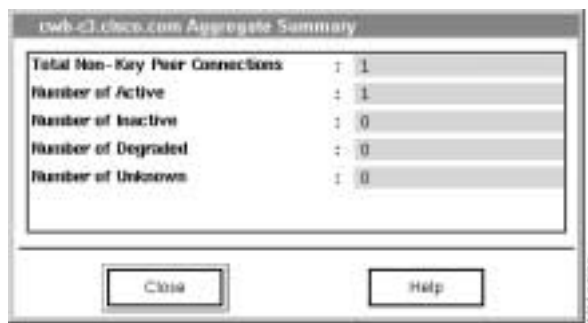 cwb-c3.cisco.com Aggregate Summary
Total Non-Key Peer Connections : 1
Number of Active : 1
Number of Inactive : 0
Number of Degraded : 0
Number of Unknown : 0
Close Help